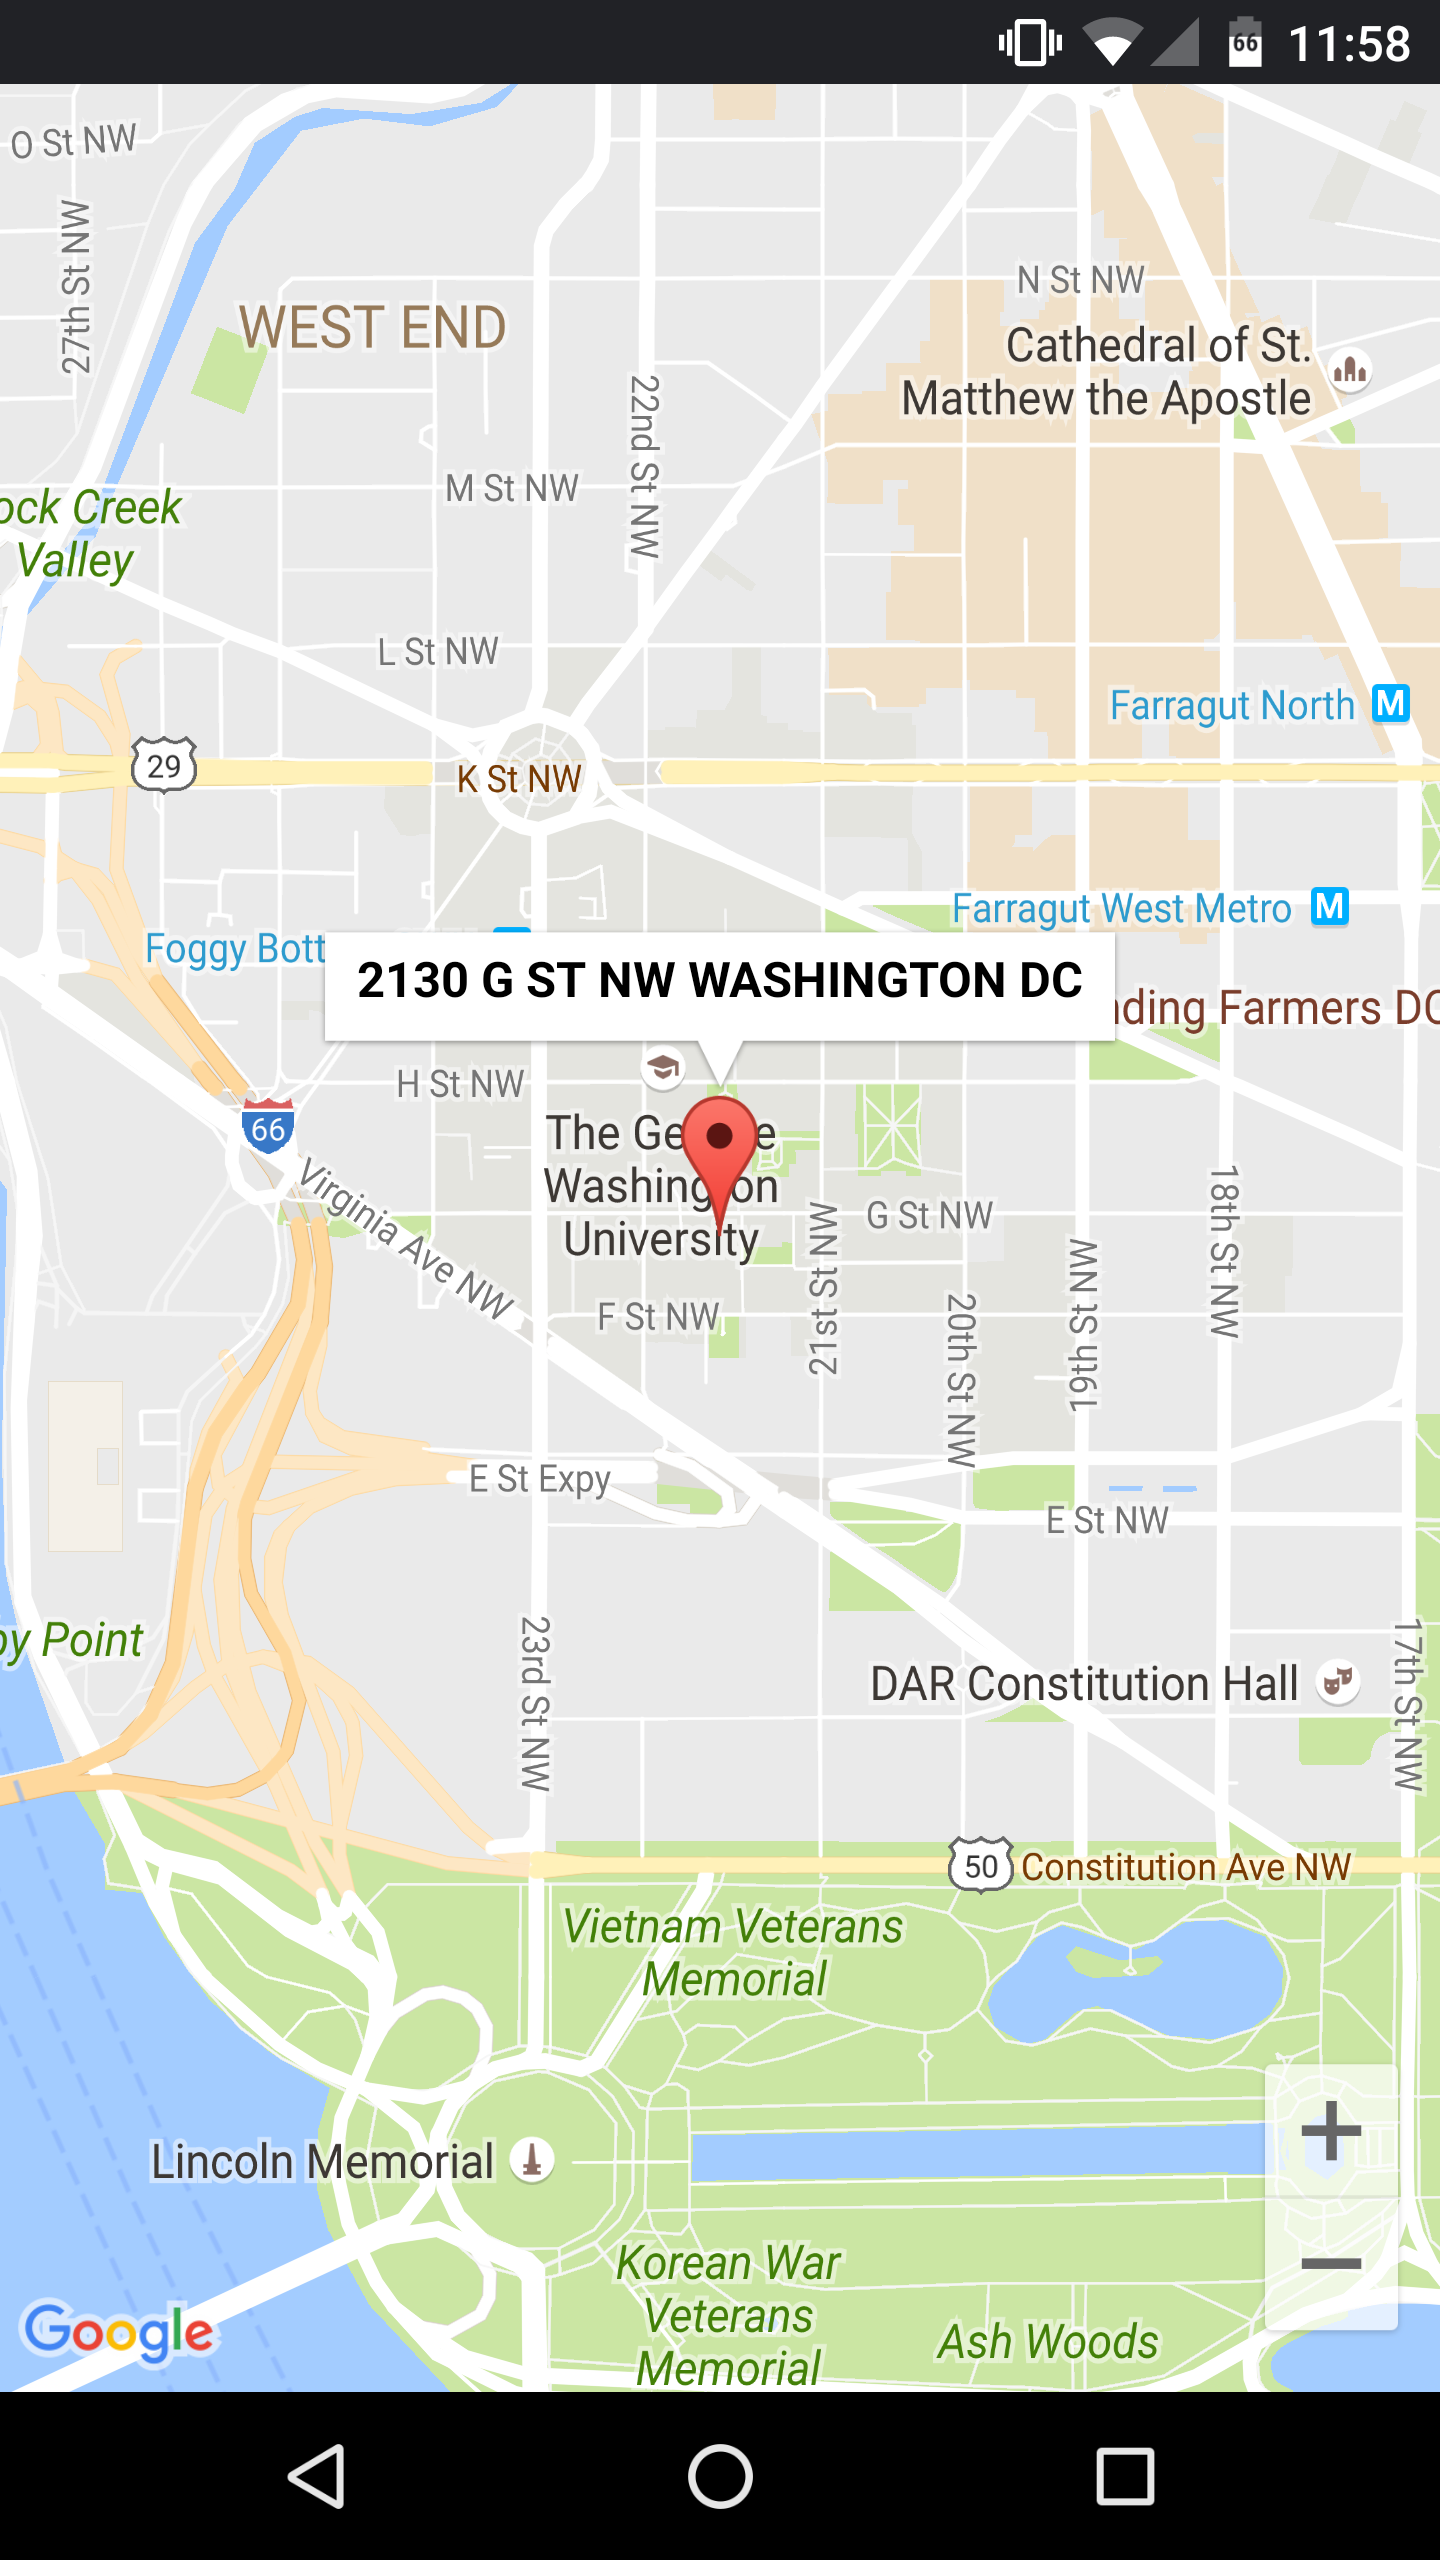 66
11:58
O St NW
27th St NW
WEST END
N St NW
Cathedral of St.
Matthew the Apostle
22nd St NW
M St NW
ock Creek
Valley
L St NW
Farragut North
M
29
K St NW
Farragut West Metro
M
Foggy Bott
2130 G ST NW WASHINGTON DC
nding Farmers DC
H St NW
66
The Ge e
Washington
University
Virginia Ave NW
G St NW
18th St NW
21st St NW
F St NW
19th St NW
20th St NW
E St Expy
E St NW
by Point
23rd St NW
17th St NW
DAR Constitution Hall
50
Constitution Ave NW
Vietnam Veterans
Memorial
+
Lincoln Memorial
−
Korean War
Veterans
Memorial
Ash Woods
Google